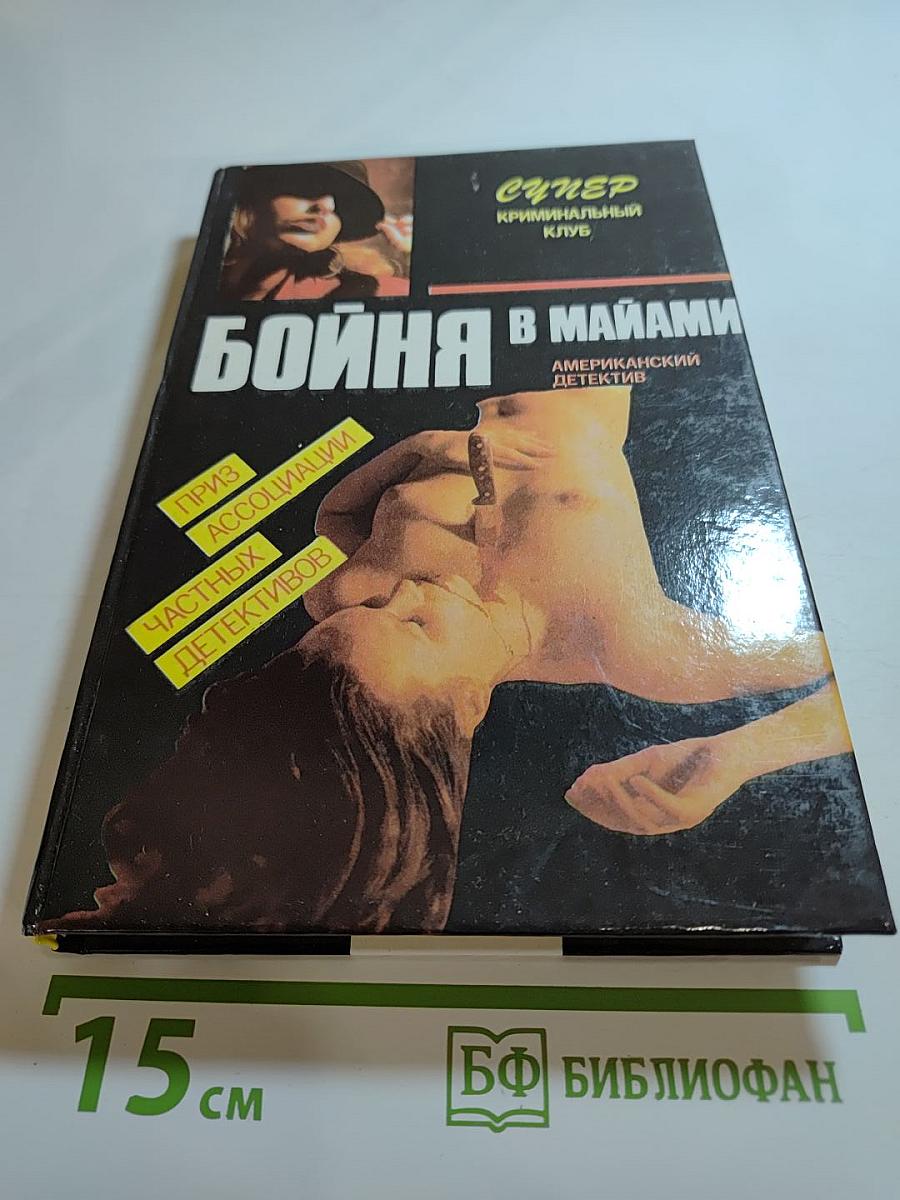 СУПЕР
КРИМИНАЛЬНЫЙ
КЛУБ
БОЙНЯ
В МАЙАМИ
АМЕРИКАНСКИЙ
ДЕТЕКТИВ
ПРИЗ
АССОЦИАЦИИ
ЧАСТНЫХ
ДЕТЕКТИВОВ
15 см
БФ БИБЛИОФАН